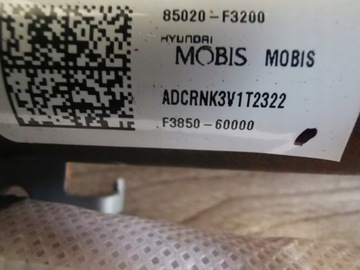 85020-F3200
HYUNDAI
MOBIS MOBIS
ADCRNK3V1T2322
F3850-60000